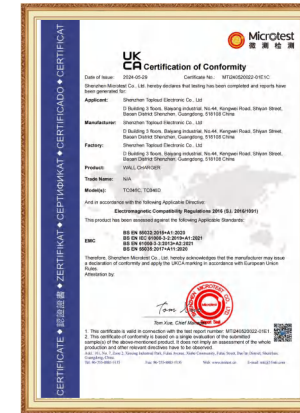 Microtest
微 测 检 测
UK
CA Certification of Conformity
Date of Issue: 2024-05-29 Certificate No.: MTi240520022-01E1C
Shenzhen Microtest Co., Ltd. hereby declares that testing has been completed and reports have
been generated for:
Applicant: Shenzhen Toploud Electronic Co., Ltd
D Building 3 floors, Baiyang industrial, No.44, Kengwei Road, Shiyan Street,
Baoan District Shenzhen, Guangdong, 518108 China
Manufacturer: Shenzhen Toploud Electronic Co., Ltd
D Building 3 floors, Baiyang industrial, No.44, Kengwei Road, Shiyan Street,
Baoan District Shenzhen, Guangdong, 518108 China
Factory: Shenzhen Toploud Electronic Co., Ltd
D Building 3 floors, Baiyang industrial, No.44, Kengwei Road, Shiyan Street,
Baoan District Shenzhen, Guangdong, 518108 China
Product: WALL CHARGER
Trade Name: N/A
Model(s):
And in accordance with the following Applicable Directive:
Electromagnetic Compatibility Regulations 2016 (S.I. 2016/1091)
This product has been assessed against the following Applicable Standards:
EMC
BS EN 55032:2015+A1:2020
BS EN IEC 61000-3-2:2019+A1:2021
BS EN 61000-3-3:2013+A2:2021
BS EN 55035:2017+A11:2020
Shenzhen Microtest Co., Ltd. hereby acknowledges that the manufacturer may issue
a declaration of conformity and apply the UKCA marking in accordance with European Union
Rules.
Attestation by:
Tom Xue, Chief
1. This certificate is valid in connection with the test report number: MTi240520022-01E1.
2. This certificate of conformity is based on a single evaluation of the submitted
sample(s) of the above-mentioned product. It does not imply an assessment of the whole
production and other relevant directives have to be observed.
CERTIFICATE ◆ 認證證書 ◆ ZERTIFIKAT ◆ СЕРТИФИКАТ ◆ CERTIFICADO ◆ CERTIFICAT